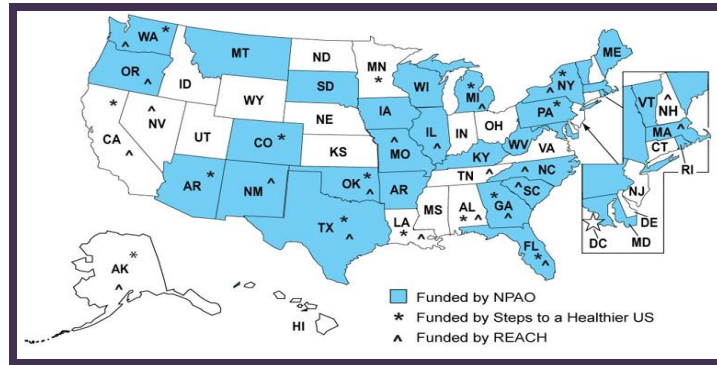 WA *
^
MT
ND
MN
*
ME
OR
^
ID
SD
WI
*
MI
^
*
^ NY
VT
^
NH
WY
IA
PA *
MA ^
*
CA
^
^
NV
UT
CO *
NE
KS
^
MO
IL
^
IN
OH
WV
VA
KY
CT
RI
NJ
AR *
NM ^
OK *
^
AR
TN ^
^ NC
^ SC
DE
MD
DC
TX *
^
LA
* ^
MS
AL
* ^
*
GA
^
FL
* ^
AK *
^
HI
Funded by NPAO
* Funded by Steps to a Healthier US
^ Funded by REACH